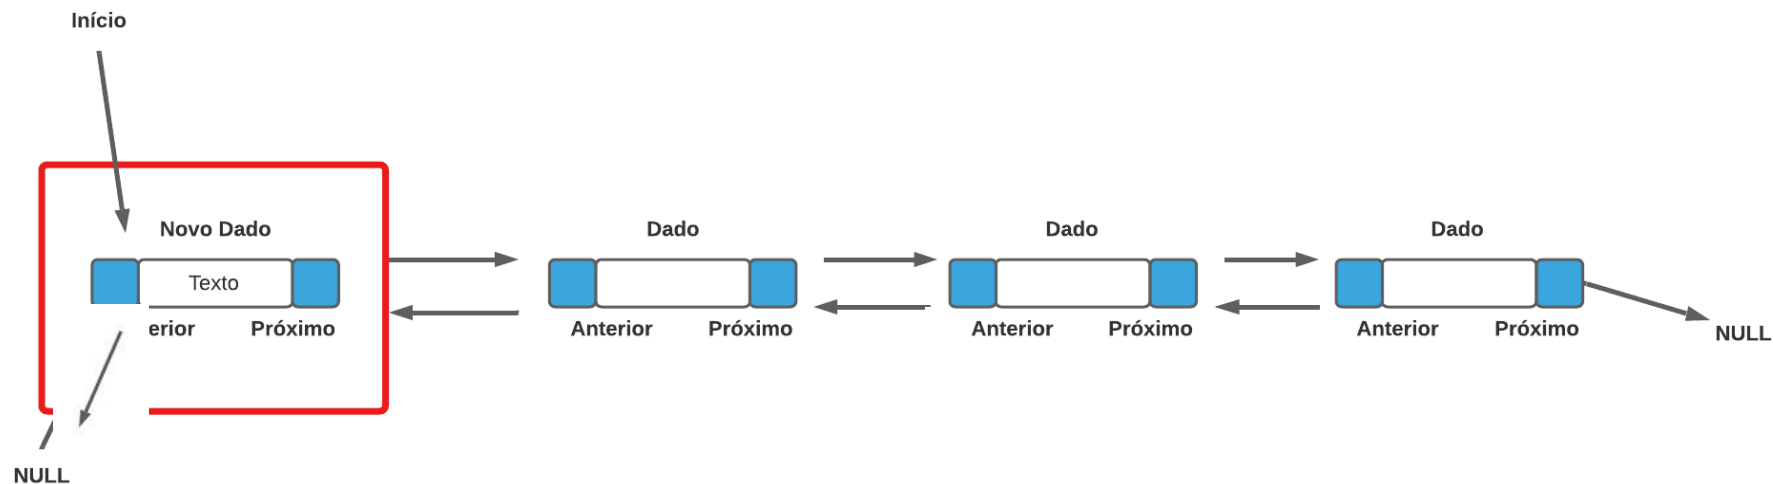 Início
Novo Dado
Dado
Dado
Dado
Texto
erior
Próximo
Anterior
Próximo
Anterior
Próximo
Anterior
Próximo
NULL
NULL